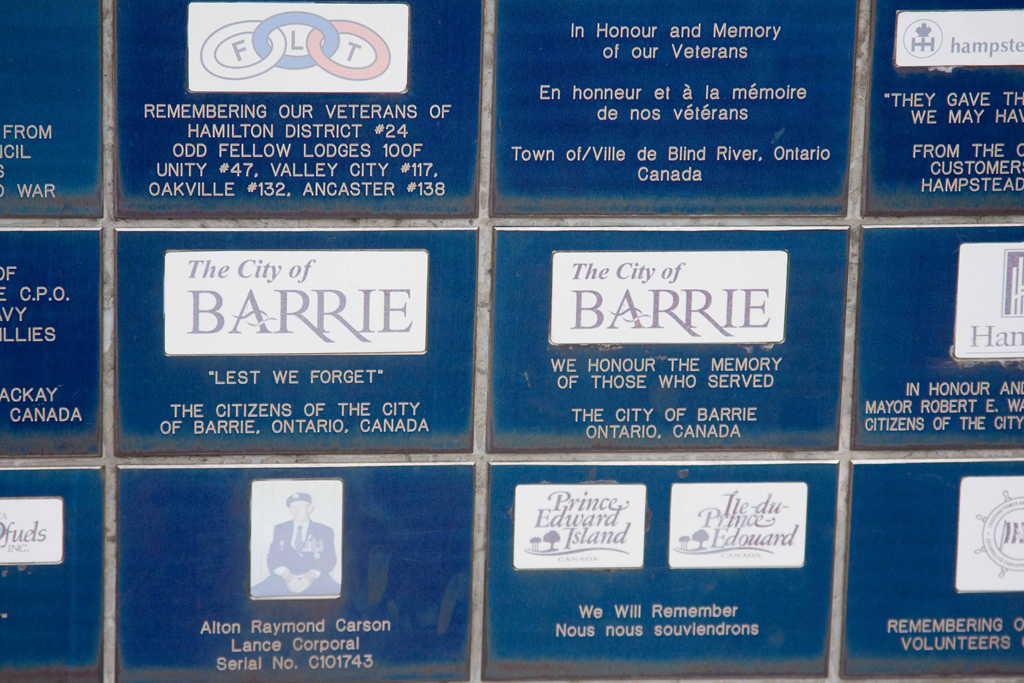 FROM
CIL
WAR
F L T
REMEMBERING OUR VETERANS OF
HAMILTON DISTRICT #24
ODD FELLOW LODGES 100F
UNITY #47, VALLEY CITY #117,
OAKVILLE #132, ANCASTER #138
In Honour and Memory
of our Veterans
En honneur et à la mémoire
de nos vétérans
Town of/Ville de Blind River, Ontario
Canada
hampste
"THEY GAVE TH
WE MAY HAV
FROM THE C
CUSTOMERS
HAMPSTEAD
OF
E C.P.O.
AVY
ILLIES
ACKAY
CANADA
The City of
BARRIE
"LEST WE FORGET"
THE CITIZENS OF THE CITY
OF BARRIE, ONTARIO, CANADA
The City of
BARRIE
WE HONOUR THE MEMORY
OF THOSE WHO SERVED
THE CITY OF BARRIE
ONTARIO, CANADA
Ham
IN HONOUR AND
MAYOR ROBERT E. WA
CITIZENS OF THE CITY
fuels
INC.
Alton Raymond Carson
Lance Corporal
Serial No. C101743
Prince
Edward
Island
CANADA
Île-du-
Prince-
Édouard
CANADA
We Will Remember
Nous nous souviendrons
REMEMBERING O
VOLUNTEERS